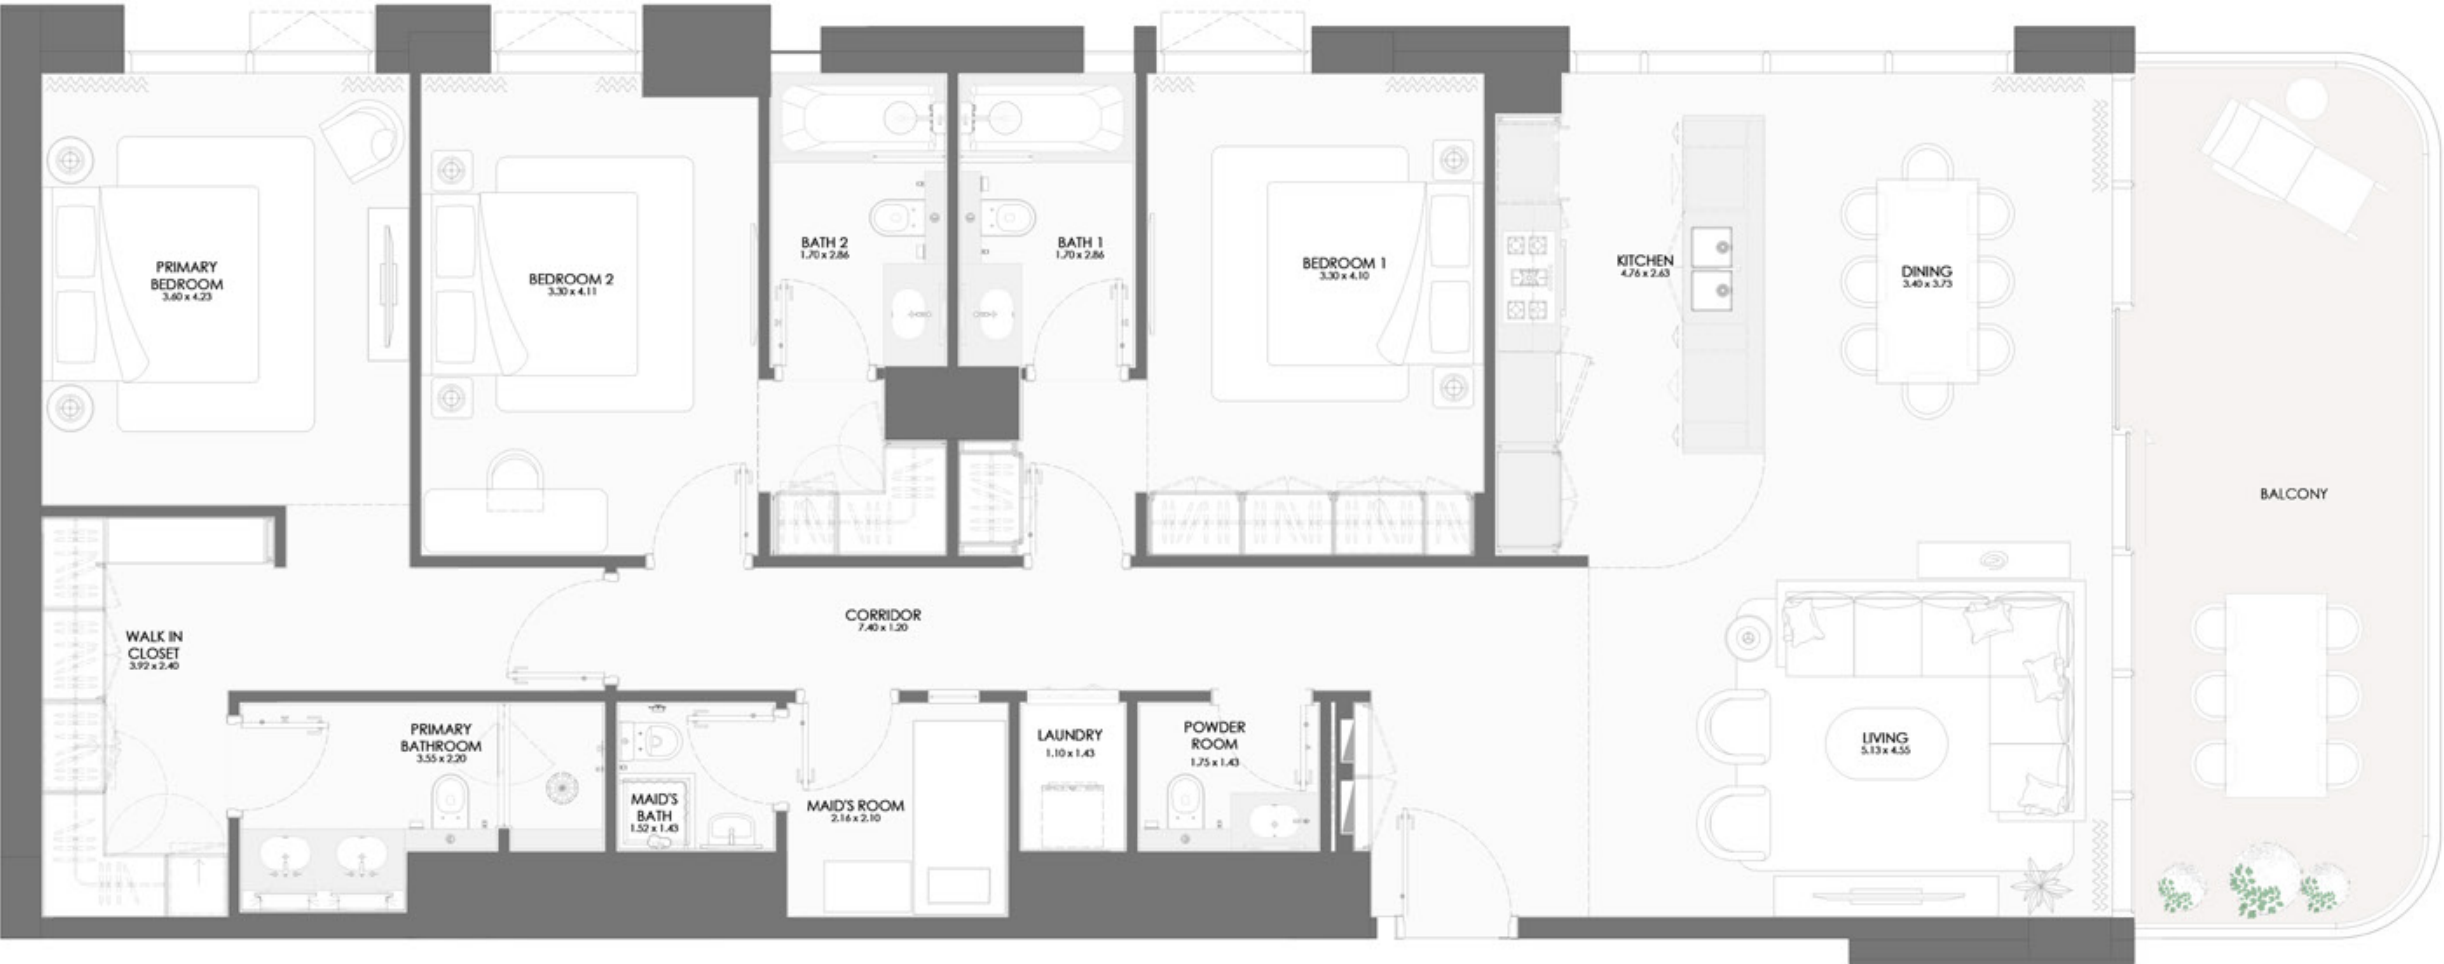 PRIMARY
BEDROOM
3.60 x 4.23
BEDROOM 2
3.30 x 4.11
BATH 2
1.70 x 2.86
BATH 1
1.70 x 2.86
BEDROOM 1
3.30 x 4.10
KITCHEN
4.76 x 2.63
DINING
3.40 x 3.73
BALCONY
WALK IN
CLOSET
3.92 x 2.40
CORRIDOR
7.40 x 1.20
PRIMARY
BATHROOM
3.55 x 2.20
MAID'S
BATH
1.52 x 1.43
MAID'S ROOM
2.16 x 2.10
LAUNDRY
1.10 x 1.43
POWDER
ROOM
1.75 x 1.43
LIVING
5.13 x 4.55